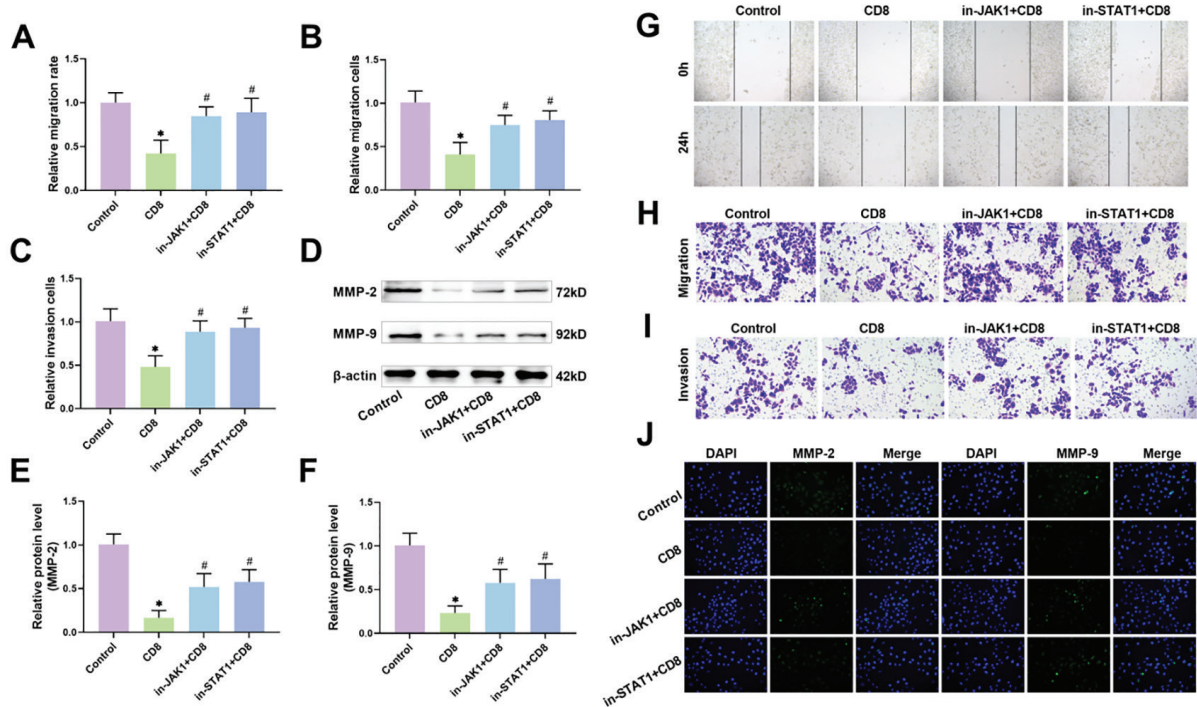 A
Relative migration rate
1.5
1.0
0.5
0.0
*
#
#
Control
CD8
in-JAK1+CD8
in-STAT1+CD8
B
Relative migration cells
1.5
1.0
0.5
0.0
*
#
#
Control
CD8
in-JAK1+CD8
in-STAT1+CD8
C
Relative invasion cells
1.5
1.0
0.5
0.0
*
#
#
Control
CD8
in-JAK1+CD8
in-STAT1+CD8
D
MMP-2 72kD
MMP-9 92kD
β-actin 42kD
Control
CD8
in-JAK1+CD8
in-STAT1+CD8
E
Relative protein level
(MMP-2)
1.5
1.0
0.5
0.0
*
#
#
Control
CD8
in-JAK1+CD8
in-STAT1+CD8
F
Relative protein level
(MMP-9)
1.5
1.0
0.5
0.0
*
#
#
Control
CD8
in-JAK1+CD8
in-STAT1+CD8
G
Control CD8 in-JAK1+CD8 in-STAT1+CD8
0h
24h
H
Control CD8 in-JAK1+CD8 in-STAT1+CD8
Migration
I
Control CD8 in-JAK1+CD8 in-STAT1+CD8
Invasion
J
DAPI MMP-2 Merge DAPI MMP-9 Merge
Control
CD8
in-JAK1+CD8
in-STAT1+CD8